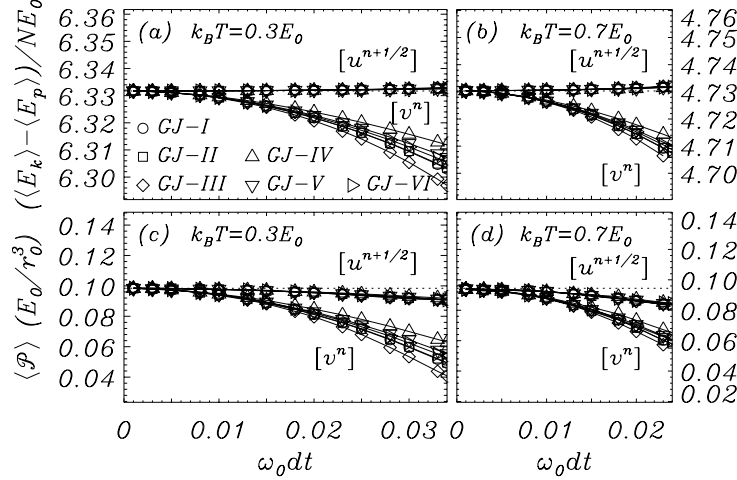 (⟨E_k⟩−⟨E_p⟩)/NE_0
6.36
6.35
6.34
6.33
6.32
6.31
6.30
(a) k_BT=0.3E_0
[u^{n+1/2}]
[v^n]
GJ−I
GJ−II GJ−IV
GJ−III GJ−V GJ−VI
(b) k_BT=0.7E_0
[u^{n+1/2}]
[v^n]
4.76
4.75
4.74
4.73
4.72
4.71
4.70
⟨𝒫⟩ (E_0/r_0^3)
0.14
0.12
0.10
0.08
0.06
0.04
(c) k_BT=0.3E_0
[u^{n+1/2}]
[v^n]
(d) k_BT=0.7E_0
[u^{n+1/2}]
[v^n]
0.14
0.12
0.10
0.08
0.06
0.04
0.02
0 0.01 0.02 0.03 0 0.01 0.02
ω_0dt ω_0dt